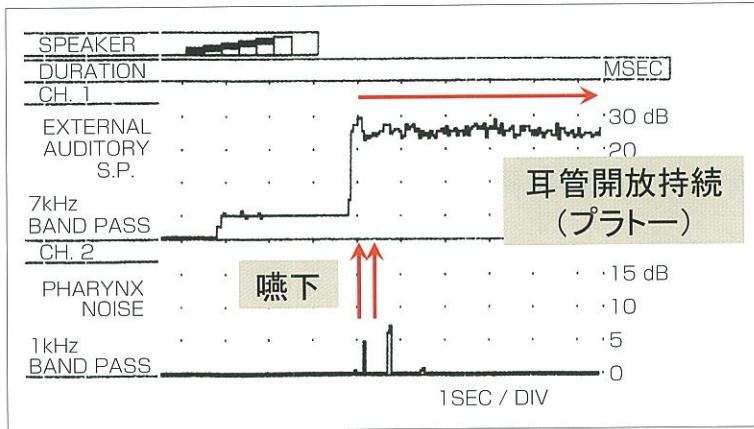 SPEAKER
DURATION
MSEC
CH. 1
EXTERNAL
AUDITORY
S.P.
30 dB
20
耳管開放持続
(プラトー)
7kHz
BAND PASS
CH. 2
嚥下
PHARYNX
NOISE
15 dB
10
5
1kHz
BAND PASS
0
1SEC / DIV